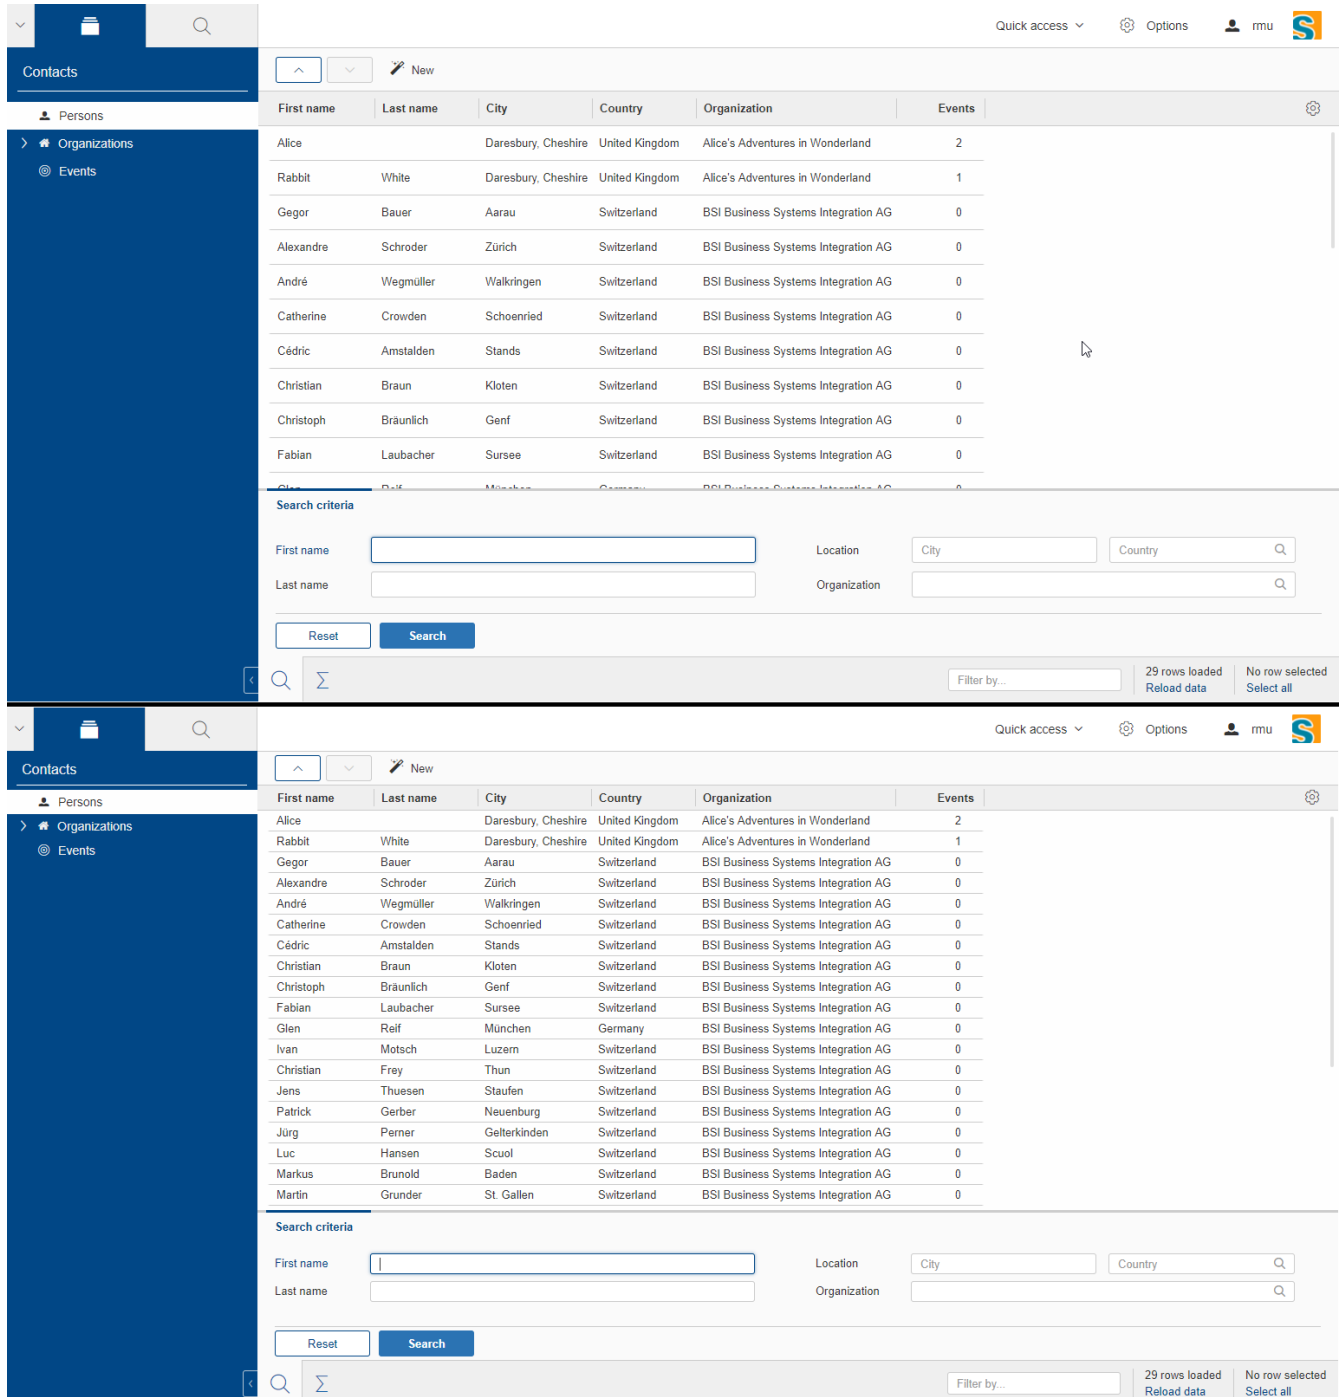 Quick access Options rmu
Contacts
New
Persons
Organizations
Events
First name Last name City Country Organization Events
Alice Daresbury, Cheshire United Kingdom Alice's Adventures in Wonderland 2
Rabbit White Daresbury, Cheshire United Kingdom Alice's Adventures in Wonderland 1
Gegor Bauer Aarau Switzerland BSI Business Systems Integration AG 0
Alexandre Schroder Zürich Switzerland BSI Business Systems Integration AG 0
André Wegmüller Walkringen Switzerland BSI Business Systems Integration AG 0
Catherine Crowden Schoenried Switzerland BSI Business Systems Integration AG 0
Cédric Amstalden Stands Switzerland BSI Business Systems Integration AG 0
Christian Braun Kloten Switzerland BSI Business Systems Integration AG 0
Christoph Bräunlich Genf Switzerland BSI Business Systems Integration AG 0
Fabian Laubacher Sursee Switzerland BSI Business Systems Integration AG 0
Glen Reif München Germany BSI Business Systems Integration AG 0
Search criteria
First name Location City Country
Last name Organization
Reset Search
Filter by... 29 rows loaded No row selected
Reload data Select all
Quick access Options rmu
Contacts
New
Persons
Organizations
Events
First name Last name City Country Organization Events
Alice Daresbury, Cheshire United Kingdom Alice's Adventures in Wonderland 2
Rabbit White Daresbury, Cheshire United Kingdom Alice's Adventures in Wonderland 1
Gegor Bauer Aarau Switzerland BSI Business Systems Integration AG 0
Alexandre Schroder Zürich Switzerland BSI Business Systems Integration AG 0
André Wegmüller Walkringen Switzerland BSI Business Systems Integration AG 0
Catherine Crowden Schoenried Switzerland BSI Business Systems Integration AG 0
Cédric Amstalden Stands Switzerland BSI Business Systems Integration AG 0
Christian Braun Kloten Switzerland BSI Business Systems Integration AG 0
Christoph Bräunlich Genf Switzerland BSI Business Systems Integration AG 0
Fabian Laubacher Sursee Switzerland BSI Business Systems Integration AG 0
Glen Reif München Germany BSI Business Systems Integration AG 0
Ivan Motsch Luzern Switzerland BSI Business Systems Integration AG 0
Christian Frey Thun Switzerland BSI Business Systems Integration AG 0
Jens Thuesen Staufen Switzerland BSI Business Systems Integration AG 0
Patrick Gerber Neuenburg Switzerland BSI Business Systems Integration AG 0
Jürg Perner Gelterkinden Switzerland BSI Business Systems Integration AG 0
Luc Hansen Scuol Switzerland BSI Business Systems Integration AG 0
Markus Brunold Baden Switzerland BSI Business Systems Integration AG 0
Martin Grunder St. Gallen Switzerland BSI Business Systems Integration AG 0
Search criteria
First name Location City Country
Last name Organization
Reset Search
Filter by... 29 rows loaded No row selected
Reload data Select all